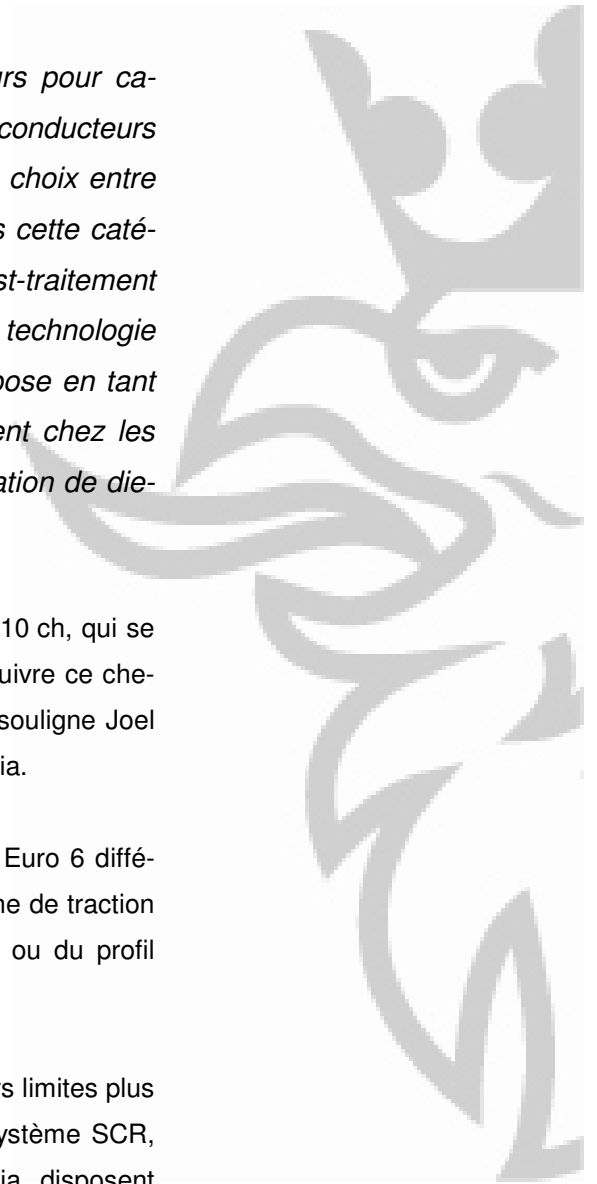 urs pour ca-
conducteurs
choix entre
s cette caté-
st-traitement
technologie
pose en tant
ent chez les
ation de die-
10 ch, qui se
uivre ce che-
souligne Joel
ia.
Euro 6 diffé-
ne de traction
ou du profil
rs limites plus
ystème SCR,
ia disposent